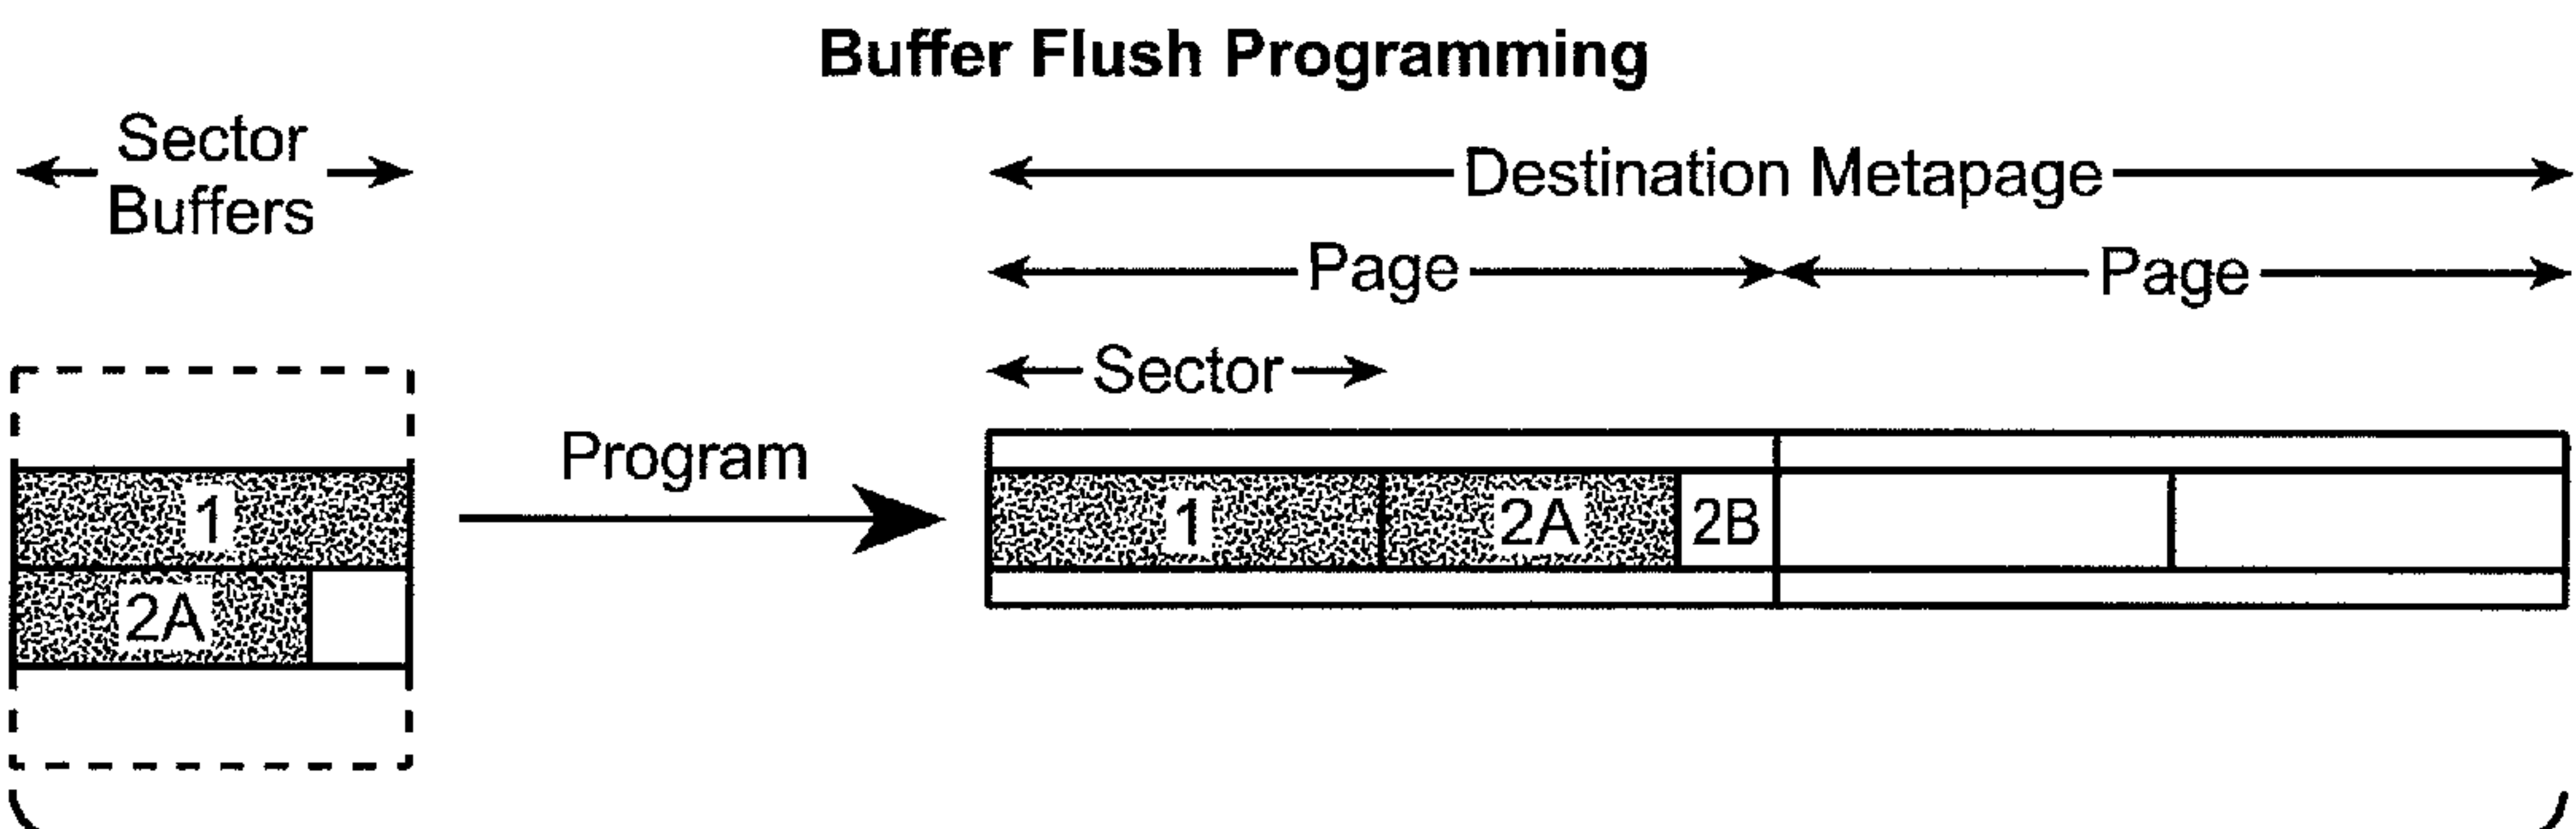 Buffer Flush Programming
Sector
Buffers
Destination Metapage
Page
Page
Sector
Program
1
2A
1
2A
2B